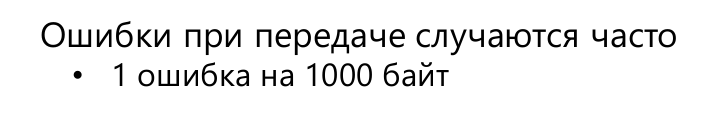 Ошибки при передаче случаются часто
• 1 ошибка на 1000 байт